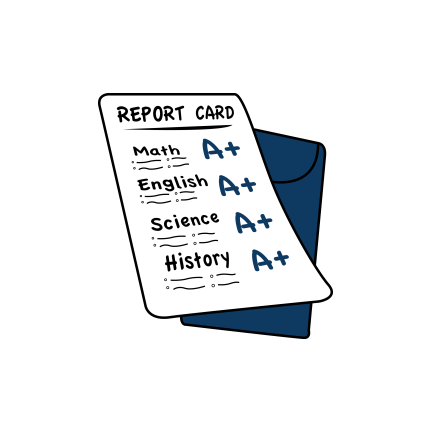 REPORT CARD
Math A+
English A+
Science A+
History A+